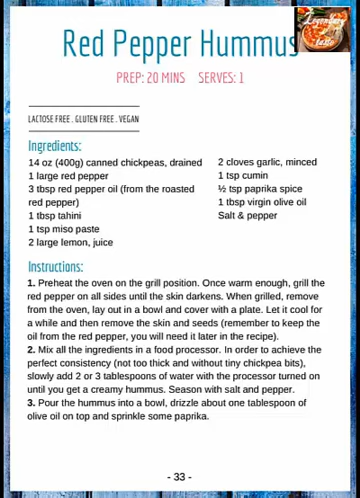 Legendary
taste
Red Pepper Hummus
PREP: 20 MINS SERVES: 1
LACTOSE FREE . GLUTEN FREE . VEGAN
Ingredients:
14 oz (400g) canned chickpeas, drained
1 large red pepper
3 tbsp red pepper oil (from the roasted
red pepper)
1 tbsp tahini
1 tsp miso paste
2 large lemon, juice
2 cloves garlic, minced
1 tsp cumin
½ tsp paprika spice
1 tbsp virgin olive oil
Salt & pepper
Instructions:
1. Preheat the oven on the grill position. Once warm enough, grill the
red pepper on all sides until the skin darkens. When grilled, remove
from the oven, lay out in a bowl and cover with a plate. Let it cool for
a while and then remove the skin and seeds (remember to keep the
oil from the red pepper, you will need it later in the recipe).
2. Mix all the ingredients in a food processor. In order to achieve the
perfect consistency (not too thick and without tiny chickpea bits),
slowly add 2 or 3 tablespoons of water with the processor turned on
until you get a creamy hummus. Season with salt and pepper.
3. Pour the hummus into a bowl, drizzle about one tablespoon of
olive oil on top and sprinkle some paprika.
- 33 -